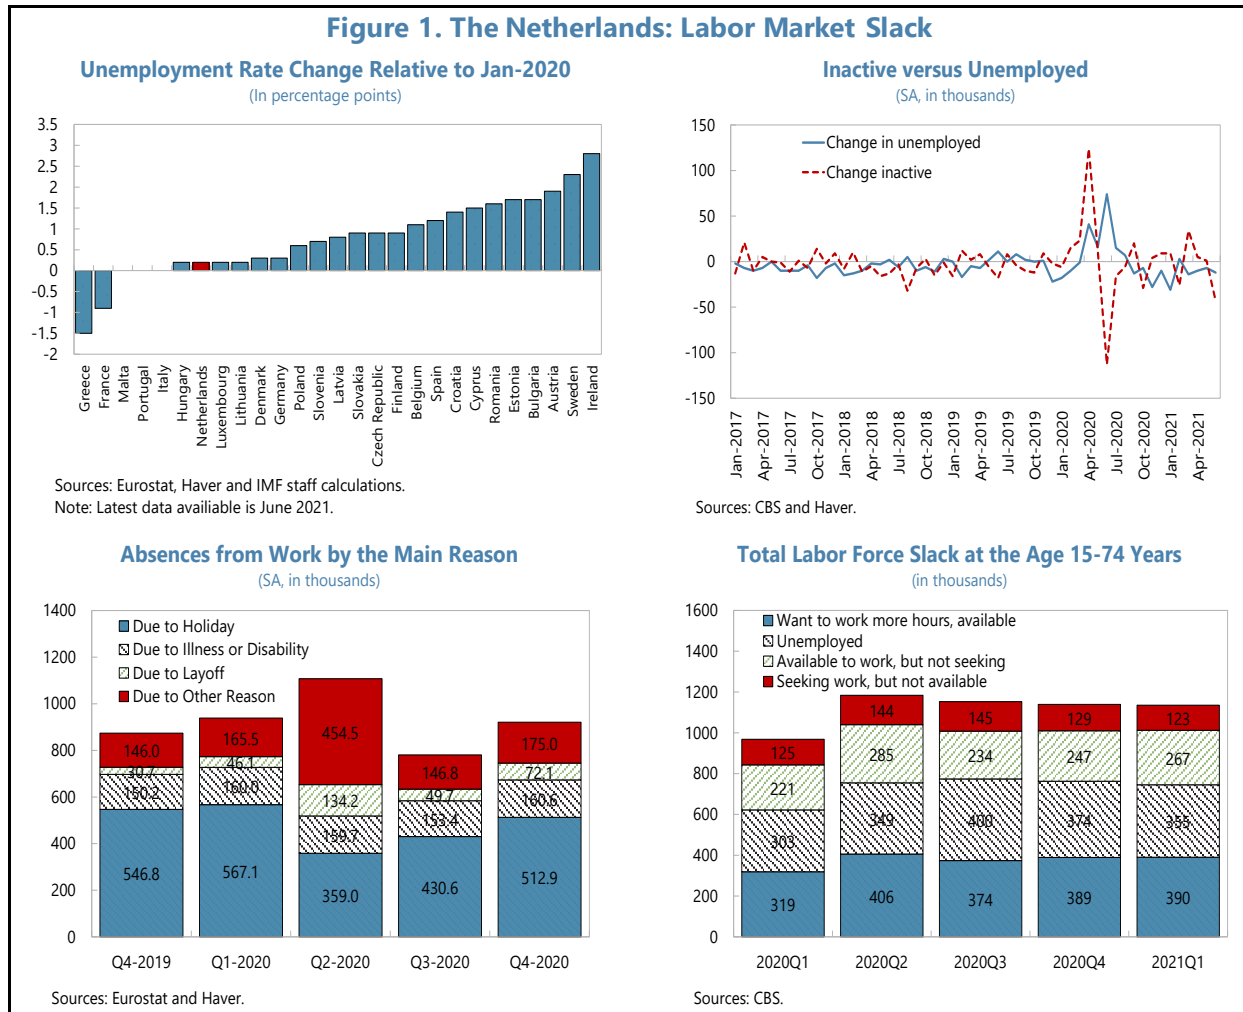 Figure 1. The Netherlands: Labor Market Slack
Unemployment Rate Change Relative to Jan-2020
(In percentage points)
3.5
3
2.5
2
1.5
1
0.5
0
-0.5
-1
-1.5
-2
Greece
France
Malta
Portugal
Italy
Hungary
Netherlands
Luxembourg
Lithuania
Denmark
Germany
Poland
Slovenia
Latvia
Slovakia
Czech Republic
Finland
Belgium
Spain
Croatia
Cyprus
Romania
Estonia
Bulgaria
Austria
Sweden
Ireland
Sources: Eurostat, Haver and IMF staff calculations.
Note: Latest data availiable is June 2021.
Inactive versus Unemployed
(SA, in thousands)
150
100
50
0
-50
-100
-150
Change in unemployed
Change inactive
Jan-2017
Apr-2017
Jul-2017
Oct-2017
Jan-2018
Apr-2018
Jul-2018
Oct-2018
Jan-2019
Apr-2019
Jul-2019
Oct-2019
Jan-2020
Apr-2020
Jul-2020
Oct-2020
Jan-2021
Apr-2021
Sources: CBS and Haver.
Absences from Work by the Main Reason
(SA, in thousands)
1400
1200
1000
800
600
400
200
0
Due to Holiday
Due to Illness or Disability
Due to Layoff
Due to Other Reason
146.0
30.7
150.2
546.8
165.5
46.1
160.0
567.1
454.5
134.2
159.7
359.0
146.8
49.7
153.4
430.6
175.0
72.1
160.6
512.9
Q4-2019
Q1-2020
Q2-2020
Q3-2020
Q4-2020
Sources: Eurostat and Haver.
Total Labor Force Slack at the Age 15-74 Years
(in thousands)
1600
1400
1200
1000
800
600
400
200
0
Want to work more hours, available
Unemployed
Available to work, but not seeking
Seeking work, but not available
125
221
303
319
144
285
349
406
145
234
400
374
129
247
374
389
123
267
355
390
2020Q1
2020Q2
2020Q3
2020Q4
2021Q1
Sources: CBS.